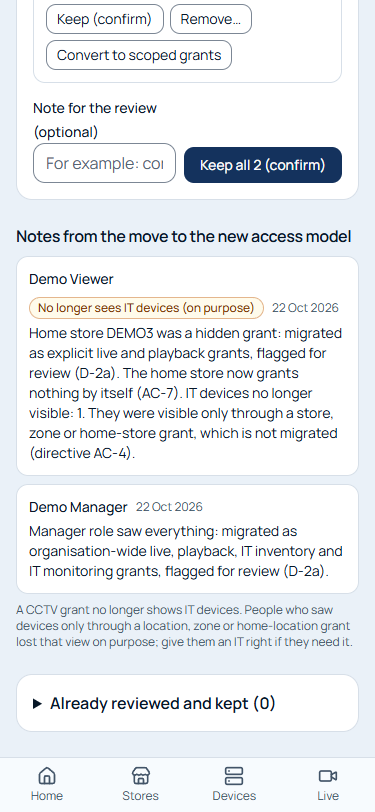 Keep (confirm)
Remove...
Convert to scoped grants
Note for the review
(optional)
For example: co
Keep all 2 (confirm)
Notes from the move to the new access model
Demo Viewer
No longer sees IT devices (on purpose)
22 Oct 2026
Home store DEMO3 was a hidden grant: migrated
as explicit live and playback grants, flagged for
review (D-2a). The home store now grants
nothing by itself (AC-7). IT devices no longer
visible: 1. They were visible only through a store,
zone or home-store grant, which is not migrated
(directive AC-4).
Demo Manager 22 Oct 2026
Manager role saw everything: migrated as
organisation-wide live, playback, IT inventory and
IT monitoring grants, flagged for review (D-2a).
A CCTV grant no longer shows IT devices. People who saw
devices only through a location, zone or home-location grant
lost that view on purpose; give them an IT right if they need it.
Already reviewed and kept (0)
Home
Stores
Devices
Live